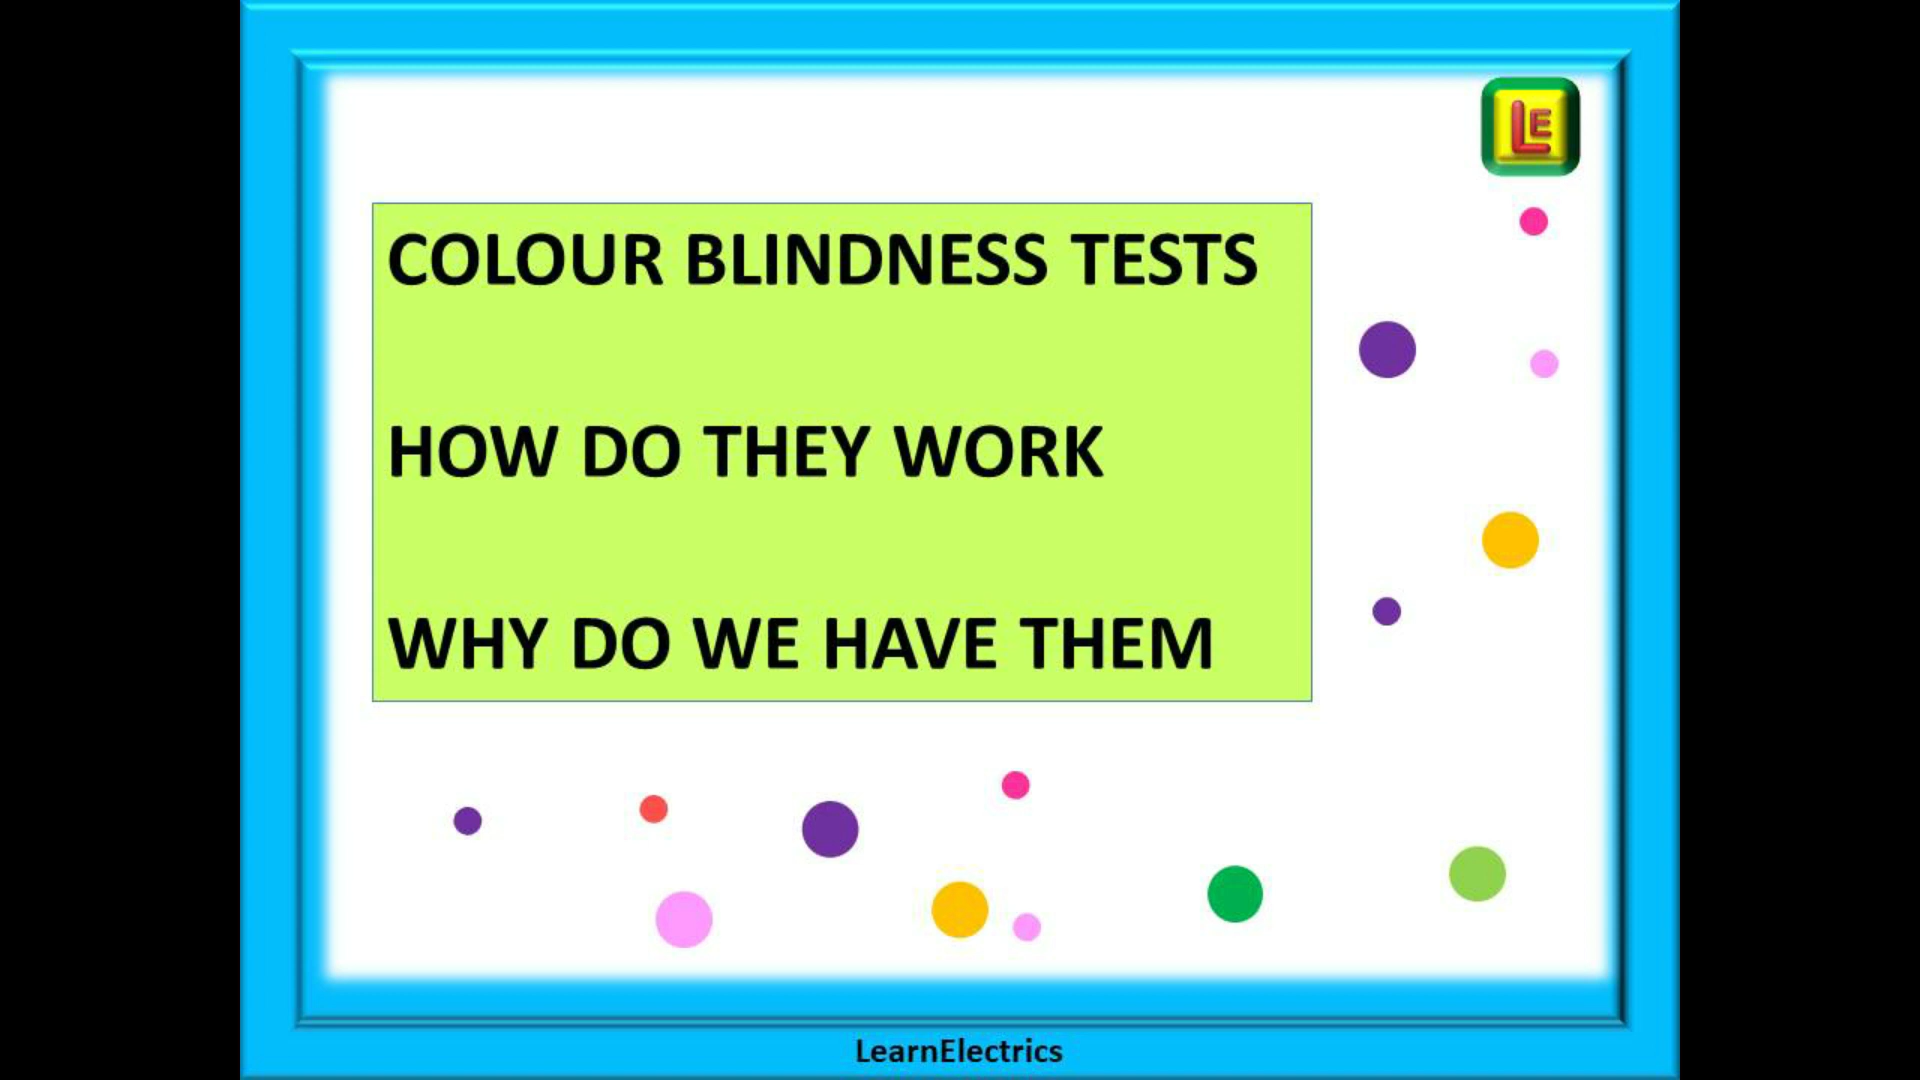 LE
COLOUR BLINDNESS TESTS
HOW DO THEY WORK
WHY DO WE HAVE THEM
LearnElectrics